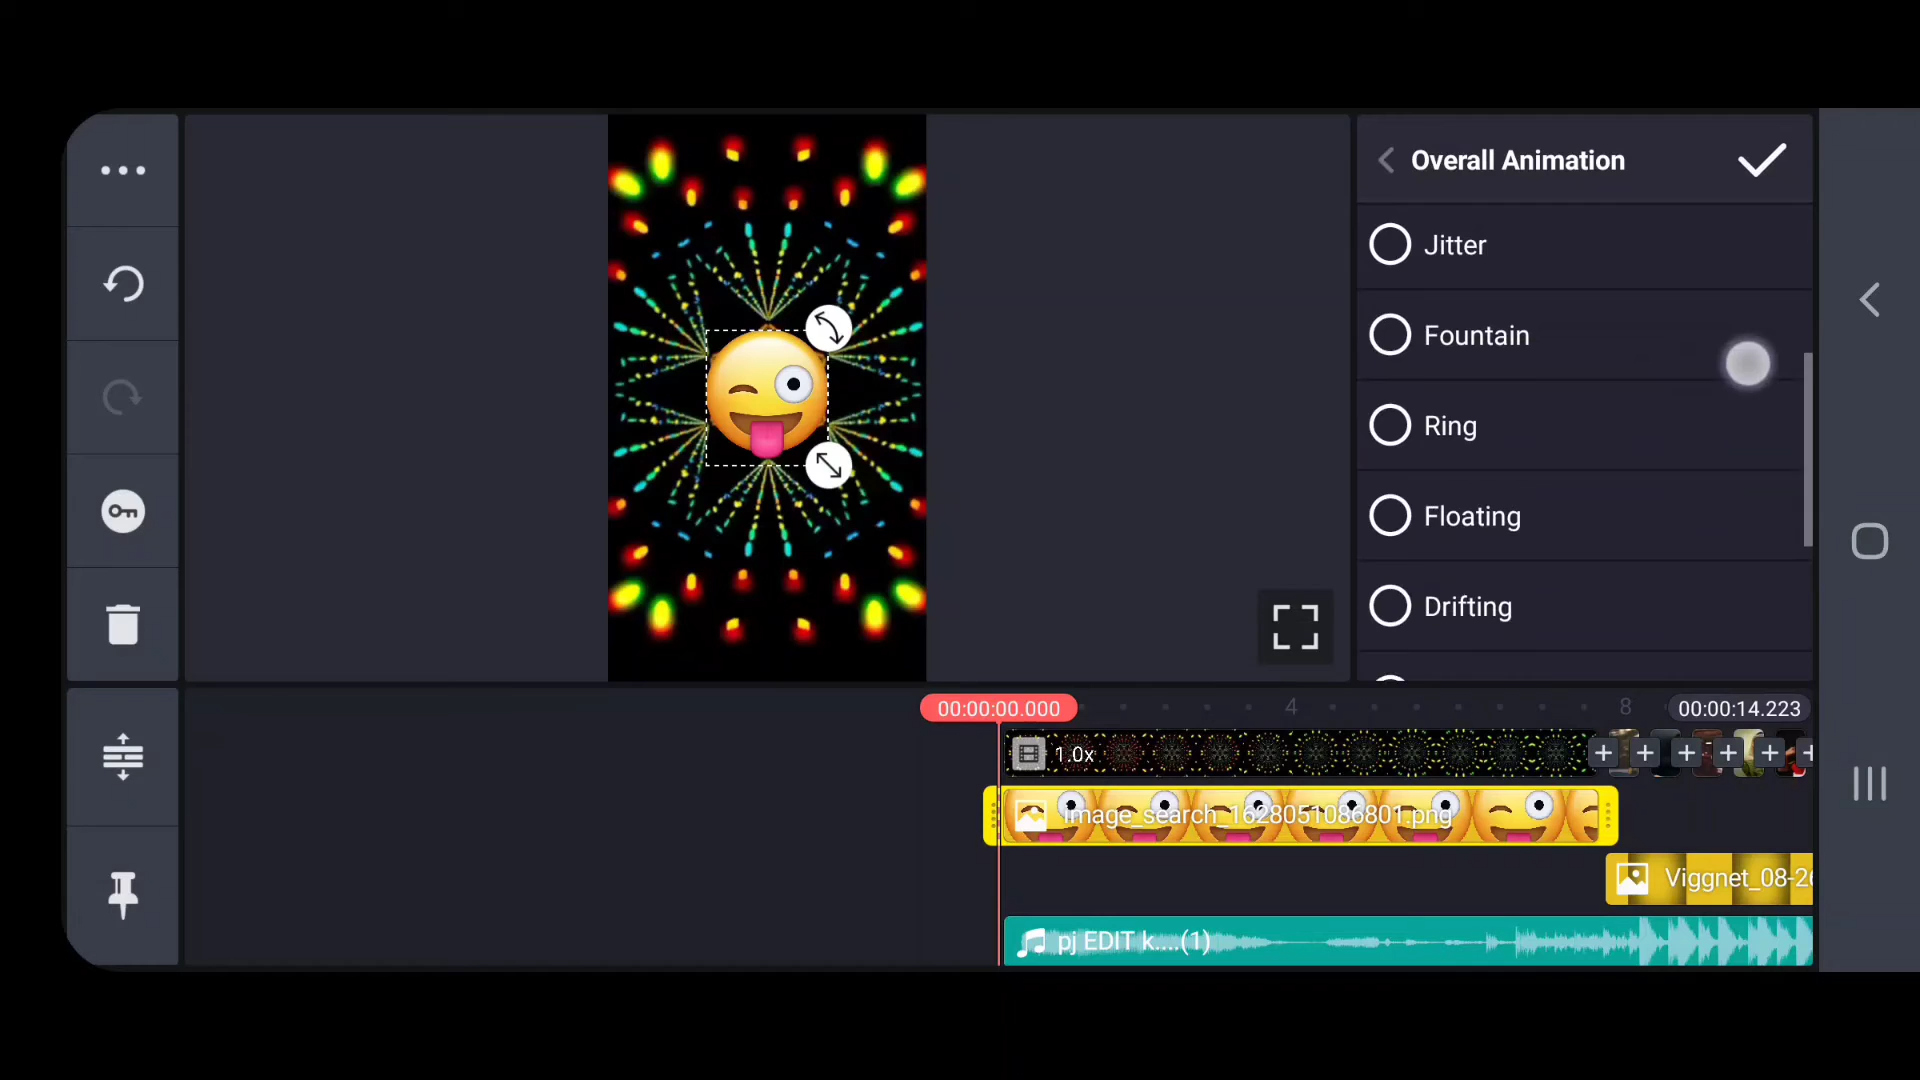 Overall Animation
Jitter
Fountain
Ring
Floating
Drifting
00:00:00.000
4
8
00:00:14.223
1.0x
image_search_1628051086801.png
Viggnet_08-26
pj EDIT k....(1)